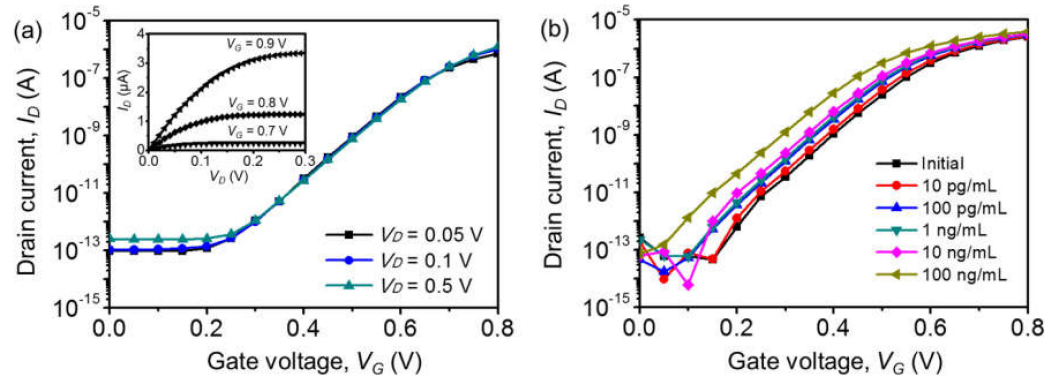 (a)
Drain current, I_D (A)
10⁻⁵
10⁻⁷
10⁻⁹
10⁻¹¹
10⁻¹³
10⁻¹⁵
0.0 0.2 0.4 0.6 0.8
Gate voltage, V_G (V)
I_D (μA)
4
3
2
1
0
0.0 0.1 0.2 0.3
V_D (V)
V_G = 0.9 V
V_G = 0.8 V
V_G = 0.7 V
V_D = 0.05 V
V_D = 0.1 V
V_D = 0.5 V
(b)
Drain current, I_D (A)
10⁻⁵
10⁻⁷
10⁻⁹
10⁻¹¹
10⁻¹³
10⁻¹⁵
0.0 0.2 0.4 0.6 0.8
Gate voltage, V_G (V)
Initial
10 pg/mL
100 pg/mL
1 ng/mL
10 ng/mL
100 ng/mL